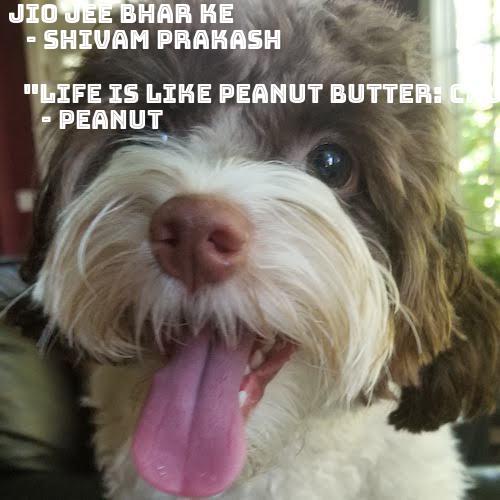 JIO JEE BHAR KE
- SHIVAM PRAKASH
"LIFE IS LIKE PEANUT BUTTER:
- PEANUT